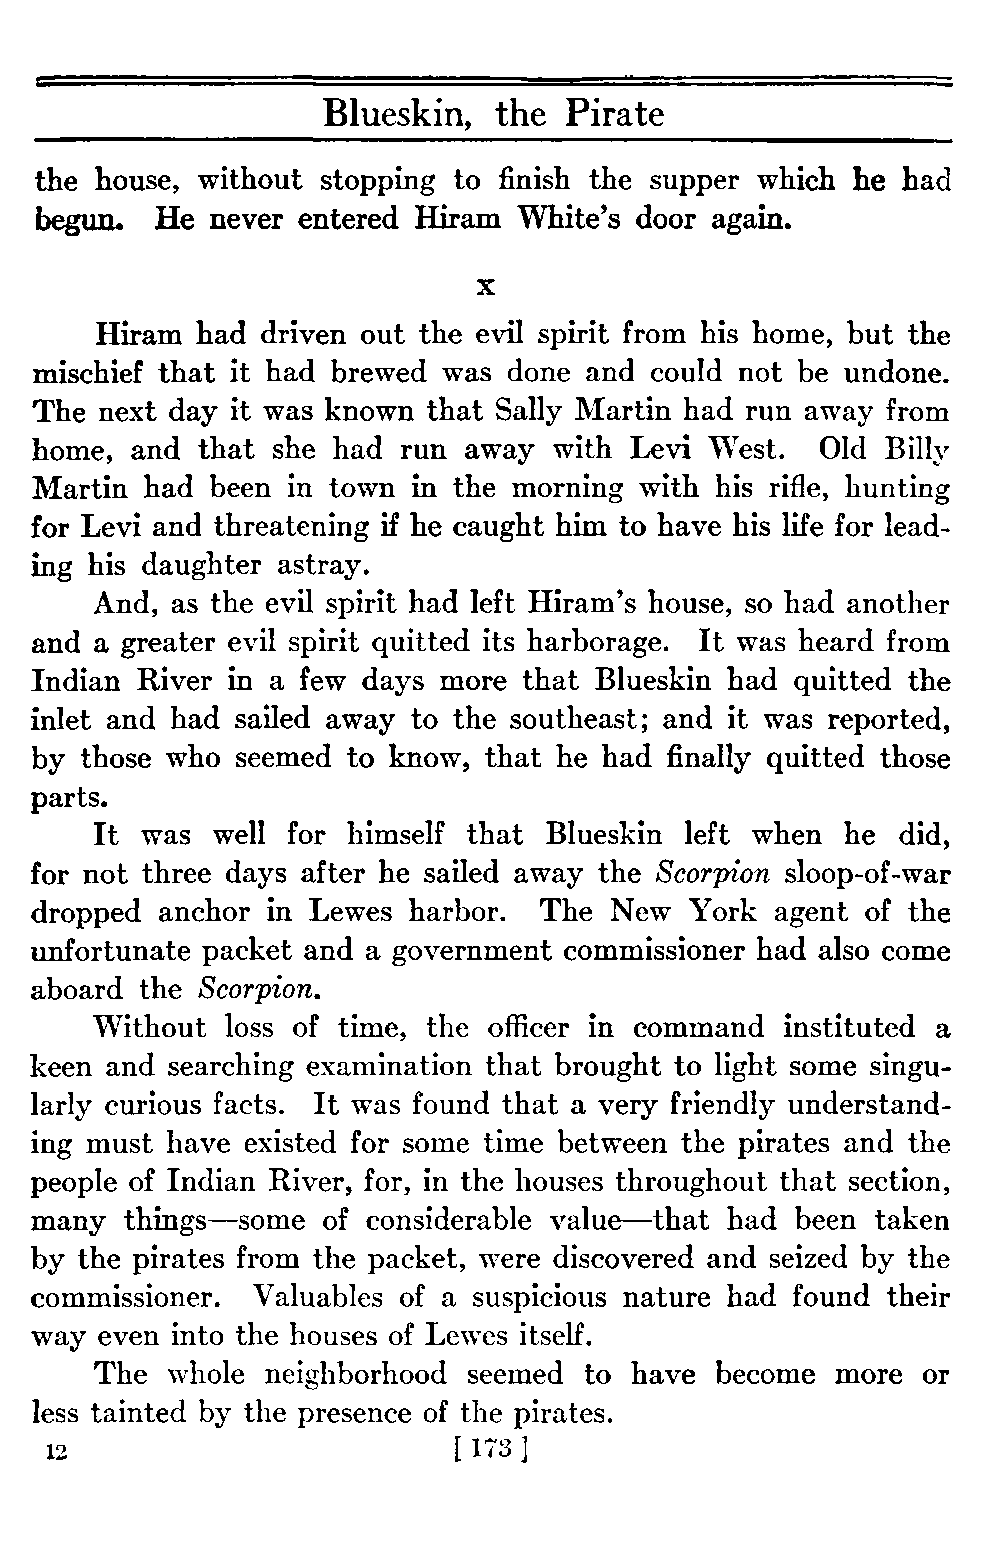 Blueskin, the Pirate
the house, without stopping to finish the supper which he had
begun. He never entered Hiram White's door again.
X
Hiram had driven out the evil spirit from his home, but the
mischief that it had brewed was done and could not be undone.
The next day it was known that Sally Martin had run away from
home, and that she had run away with Levi West. Old Billy
Martin had been in town in the morning with his rifle, hunting
for Levi and threatening if he caught him to have his life for lead-
ing his daughter astray.
And, as the evil spirit had left Hiram's house, so had another
and a greater evil spirit quitted its harborage. It was heard from
Indian River in a few days more that Blueskin had quitted the
inlet and had sailed away to the southeast; and it was reported,
by those who seemed to know, that he had finally quitted those
parts.
It was well for himself that Blueskin left when he did,
for not three days after he sailed away the Scorpion sloop-of-war
dropped anchor in Lewes harbor. The New York agent of the
unfortunate packet and a government commissioner had also come
aboard the Scorpion.
Without loss of time, the officer in command instituted a
keen and searching examination that brought to light some singu-
larly curious facts. It was found that a very friendly understand-
ing must have existed for some time between the pirates and the
people of Indian River, for, in the houses throughout that section,
many things—some of considerable value—that had been taken
by the pirates from the packet, were discovered and seized by the
commissioner. Valuables of a suspicious nature had found their
way even into the houses of Lewes itself.
The whole neighborhood seemed to have become more or
less tainted by the presence of the pirates.
12 [ 173 ]